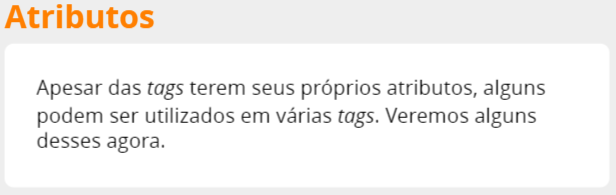 Atributos
Apesar das tags terem seus próprios atributos, alguns
podem ser utilizados em várias tags. Veremos alguns
desses agora.